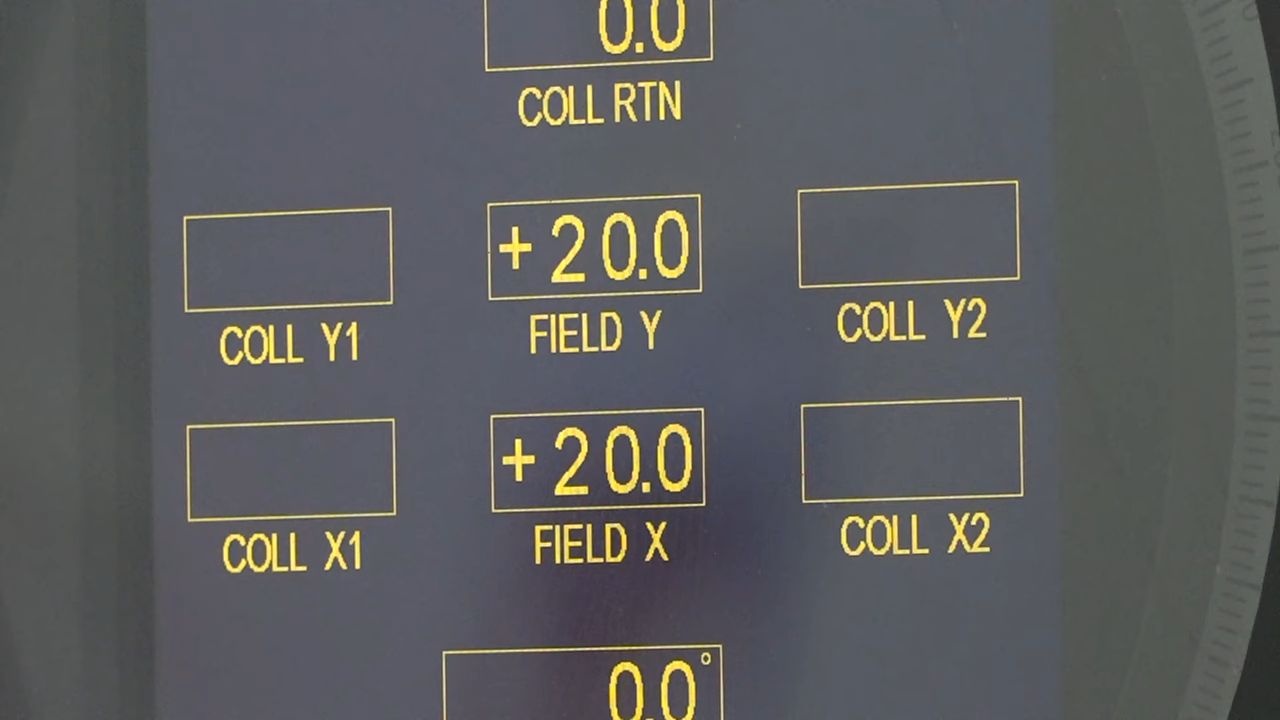 0.0
COLL RTN
+20.0
COLL Y1 FIELD Y COLL Y2
+20.0
COLL X1 FIELD X COLL X2
0.0°